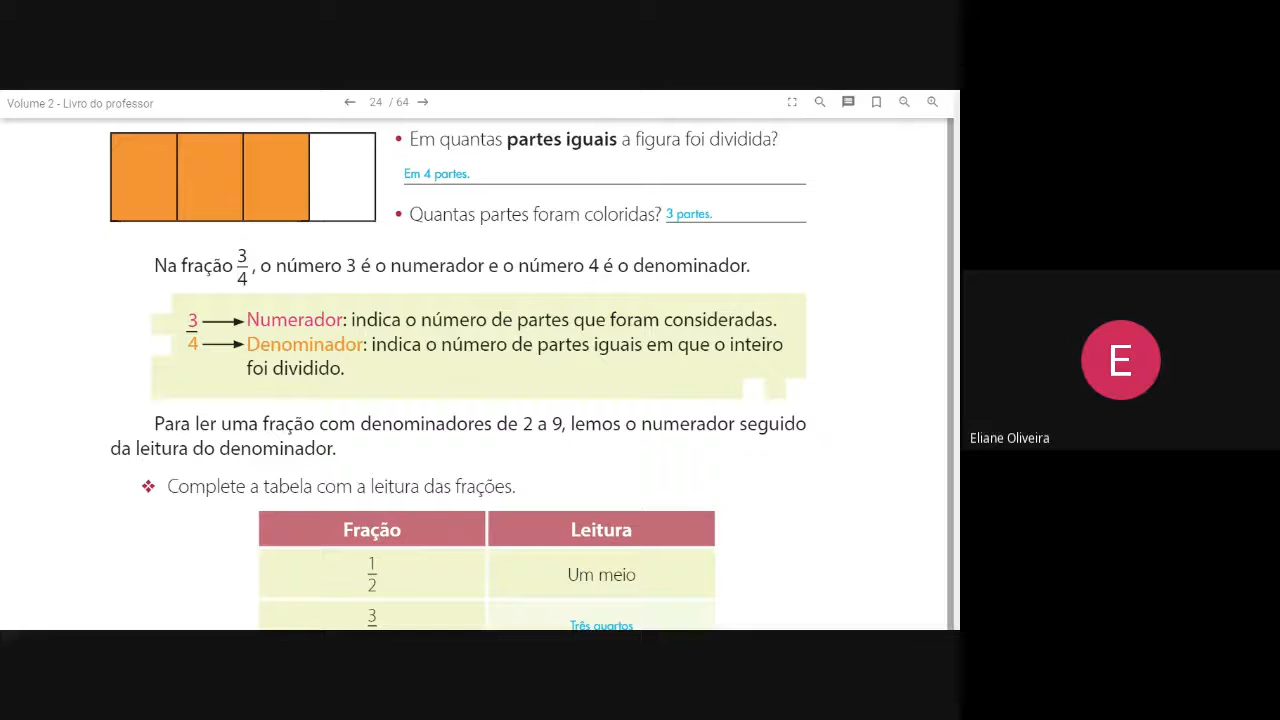 Volume 2 - Livro do professor
24 / 64
• Em quantas partes iguais a figura foi dividida?
Em 4 partes.
• Quantas partes foram coloridas? 3 partes.
Na fração 3/4, o número 3 é o numerador e o número 4 é o denominador.
3 Numerador: indica o número de partes que foram consideradas.
4 Denominador: indica o número de partes iguais em que o inteiro
foi dividido.
Para ler uma fração com denominadores de 2 a 9, lemos o numerador seguido
da leitura do denominador.
❖ Complete a tabela com a leitura das frações.
Fração Leitura
1/2 Um meio
3 Três quartos
E
Eliane Oliveira